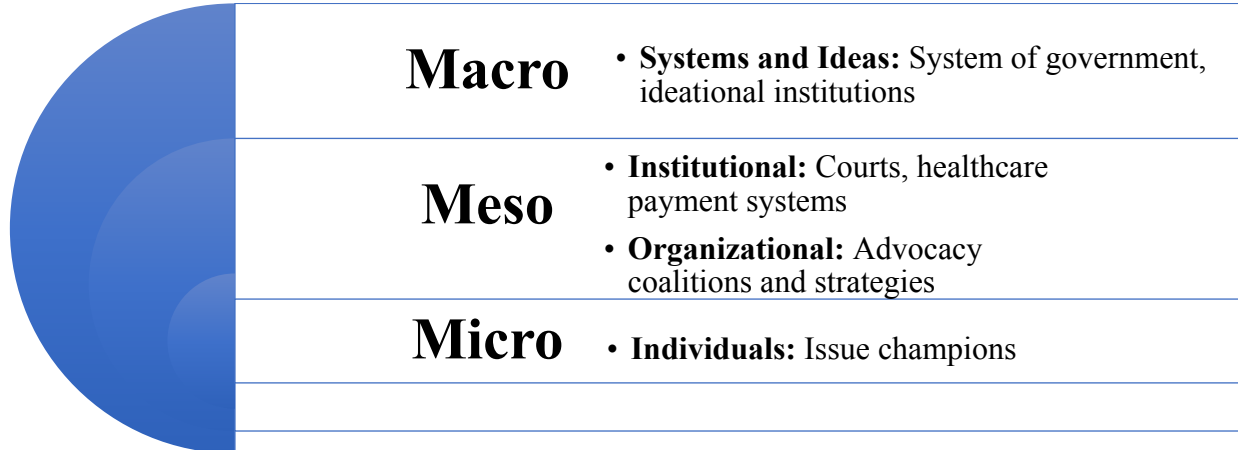 Macro
• Systems and Ideas: System of government,
ideational institutions
Meso
• Institutional: Courts, healthcare
payment systems
• Organizational: Advocacy
coalitions and strategies
Micro
• Individuals: Issue champions